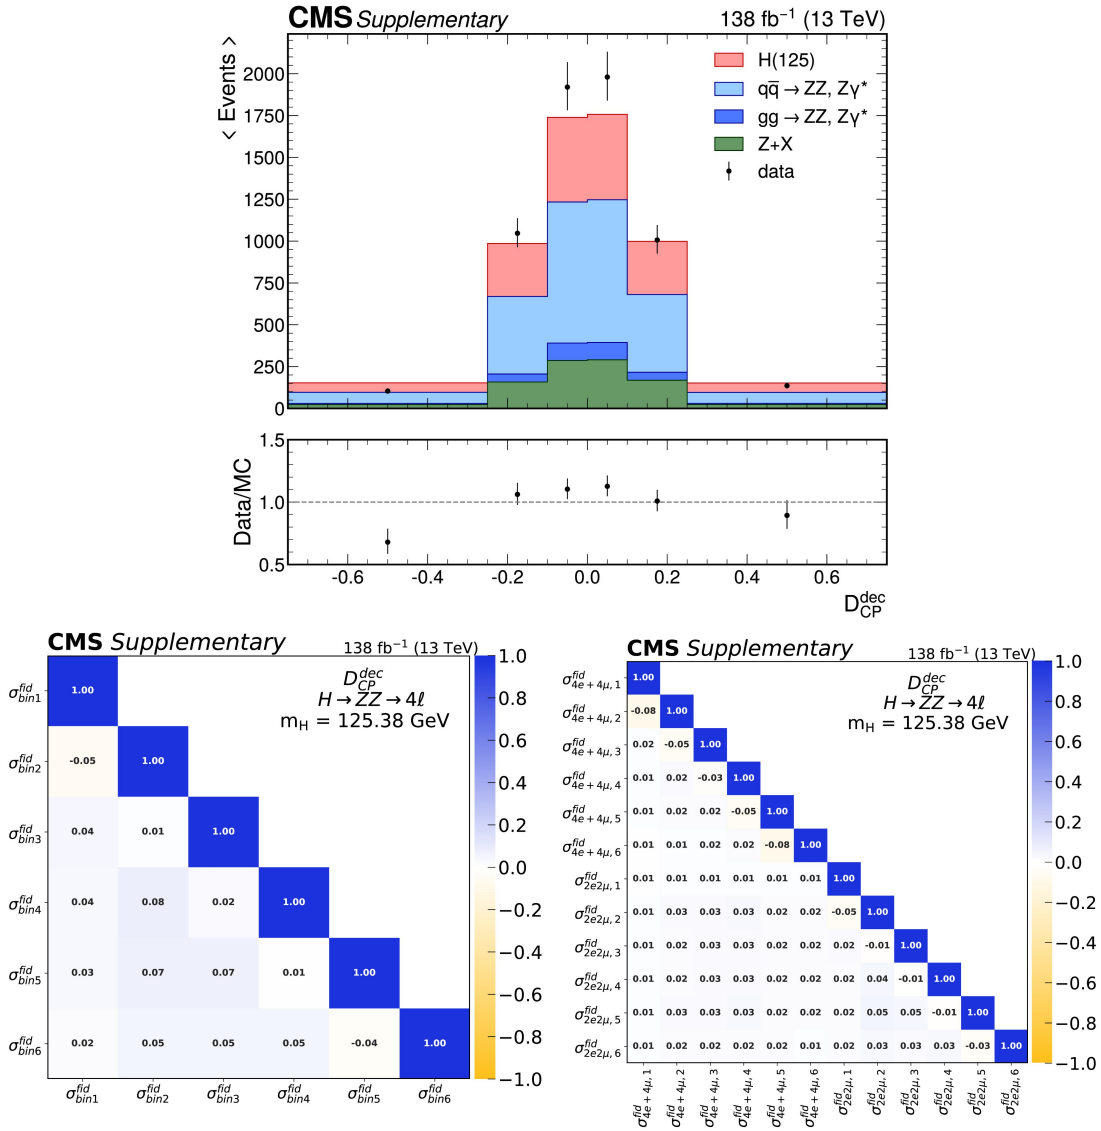 CMS Supplementary 138 fb⁻¹ (13 TeV)
< Events >
2000
1750
1500
1250
1000
750
500
250
0
H(125)
qq̅ → ZZ, Zγ*
gg → ZZ, Zγ*
Z+X
data
Data/MC
1.5
1.0
0.5
-0.6 -0.4 -0.2 0.0 0.2 0.4 0.6
D_CP^dec
CMS Supplementary 138 fb⁻¹ (13 TeV)
D_CP^dec
H → ZZ → 4ℓ
m_H = 125.38 GeV
σ_bin1^fid 1.00
σ_bin2^fid -0.05 1.00
σ_bin3^fid 0.04 0.01 1.00
σ_bin4^fid 0.04 0.08 0.02 1.00
σ_bin5^fid 0.03 0.07 0.07 0.01 1.00
σ_bin6^fid 0.02 0.05 0.05 0.05 -0.04 1.00
σ_bin1^fid σ_bin2^fid σ_bin3^fid σ_bin4^fid σ_bin5^fid σ_bin6^fid
1.0
0.8
0.6
0.4
0.2
0.0
−0.2
−0.4
−0.6
−0.8
−1.0
CMS Supplementary 138 fb⁻¹ (13 TeV)
D_CP^dec
H → ZZ → 4ℓ
m_H = 125.38 GeV
σ_4e+4μ,1^fid 1.00
σ_4e+4μ,2^fid -0.08 1.00
σ_4e+4μ,3^fid 0.02 -0.05 1.00
σ_4e+4μ,4^fid 0.01 0.02 -0.03 1.00
σ_4e+4μ,5^fid 0.01 0.02 0.02 -0.05 1.00
σ_4e+4μ,6^fid 0.01 0.01 0.02 0.02 -0.08 1.00
σ_2e2μ,1^fid 0.01 0.01 0.01 0.01 0.01 0.01 1.00
σ_2e2μ,2^fid 0.01 0.03 0.03 0.03 0.02 0.02 -0.05 1.00
σ_2e2μ,3^fid 0.01 0.02 0.03 0.03 0.02 0.02 0.02 -0.01 1.00
σ_2e2μ,4^fid 0.01 0.02 0.03 0.03 0.02 0.02 0.02 0.04 -0.01 1.00
σ_2e2μ,5^fid 0.01 0.03 0.03 0.03 0.02 0.02 0.02 0.05 0.05 -0.01 1.00
σ_2e2μ,6^fid 0.01 0.02 0.02 0.02 0.02 0.01 0.02 0.03 0.03 0.03 -0.03 1.00
σ_4e+4μ,1^fid σ_4e+4μ,2^fid σ_4e+4μ,3^fid σ_4e+4μ,4^fid σ_4e+4μ,5^fid σ_4e+4μ,6^fid σ_2e2μ,1^fid σ_2e2μ,2^fid σ_2e2μ,3^fid σ_2e2μ,4^fid σ_2e2μ,5^fid σ_2e2μ,6^fid
1.0
0.8
0.6
0.4
0.2
0.0
−0.2
−0.4
−0.6
−0.8
−1.0